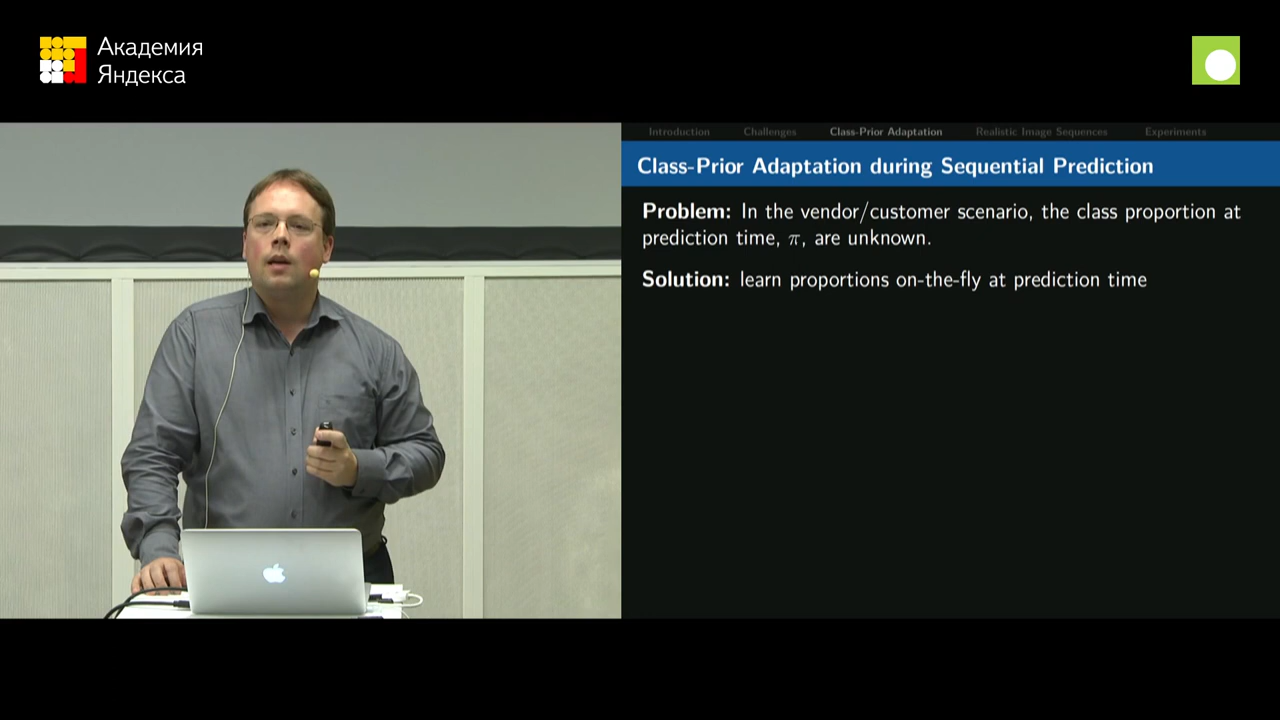 Академия
Яндекса
Introduction Challenges Class-Prior Adaptation Realistic Image Sequences Experiments
Class-Prior Adaptation during Sequential Prediction
Problem: In the vendor/customer scenario, the class proportion at
prediction time, π, are unknown.
Solution: learn proportions on-the-fly at prediction time